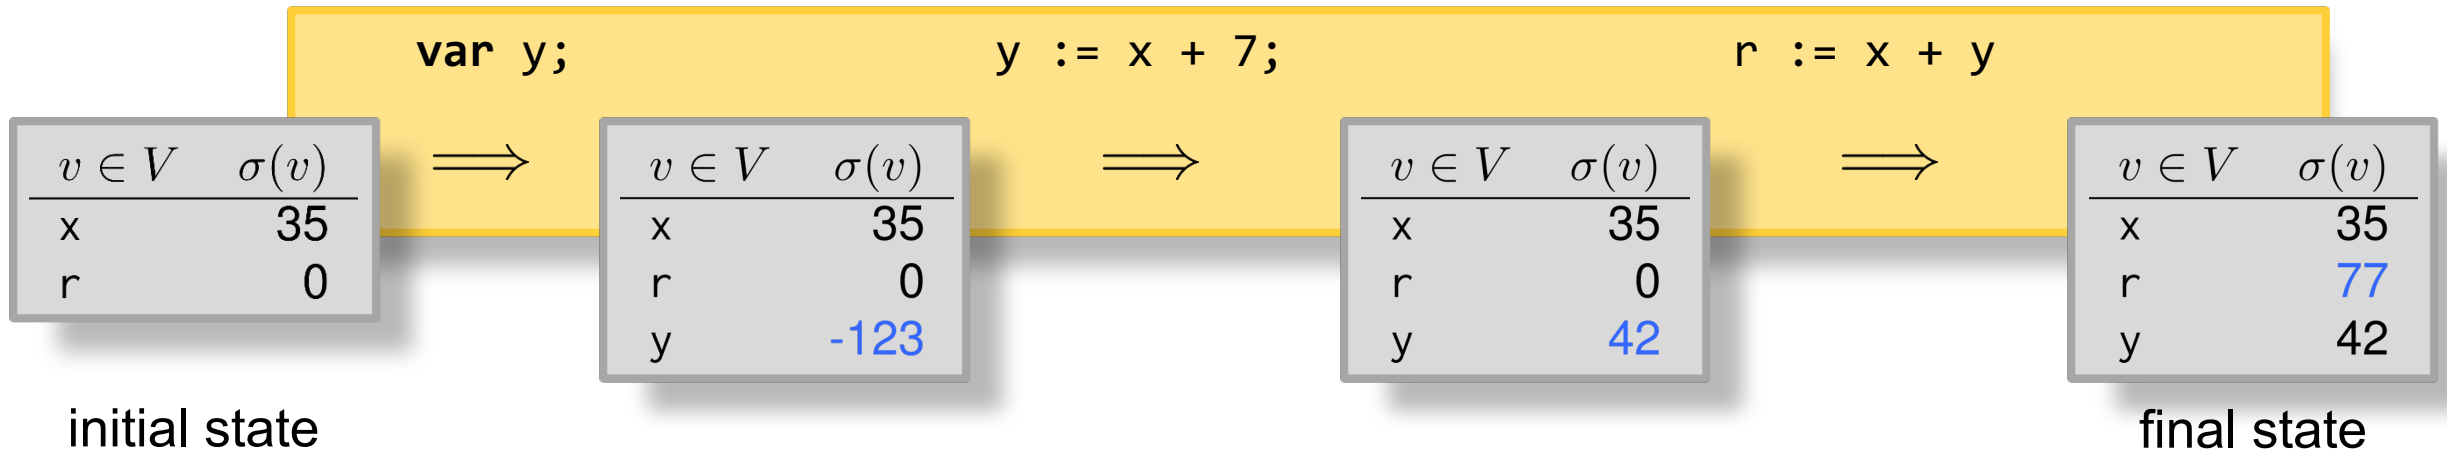 var y; y := x + 7; r := x + y
⟹ ⟹ ⟹
v ∈ V σ(v)
x 35
r 0
v ∈ V σ(v)
x 35
r 0
y -123
v ∈ V σ(v)
x 35
r 0
y 42
v ∈ V σ(v)
x 35
r 77
y 42
initial state
final state